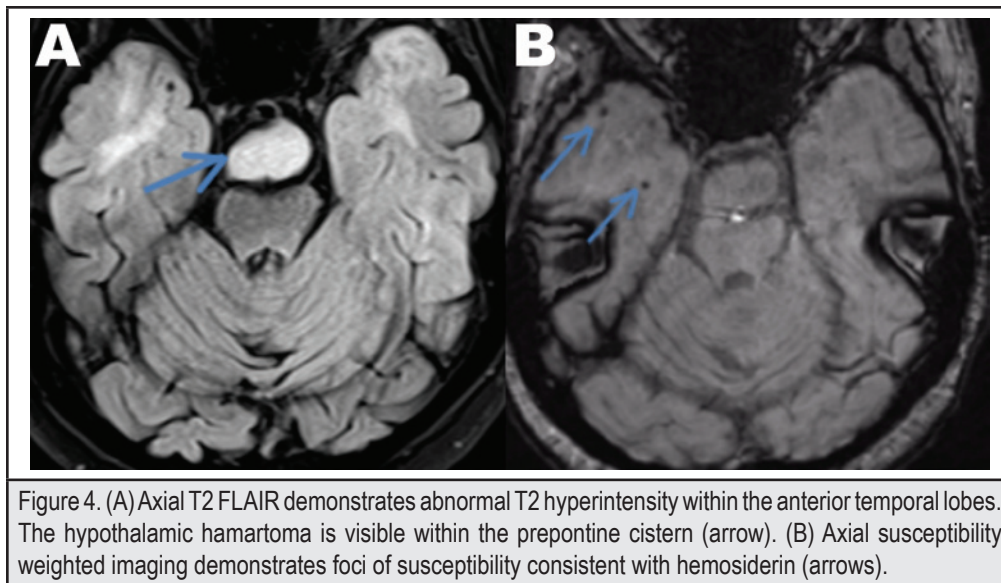 A
B
Figure 4. (A) Axial T2 FLAIR demonstrates abnormal T2 hyperintensity within the anterior temporal lobes.
The hypothalamic hamartoma is visible within the prepontine cistern (arrow). (B) Axial susceptibility
weighted imaging demonstrates foci of susceptibility consistent with hemosiderin (arrows).